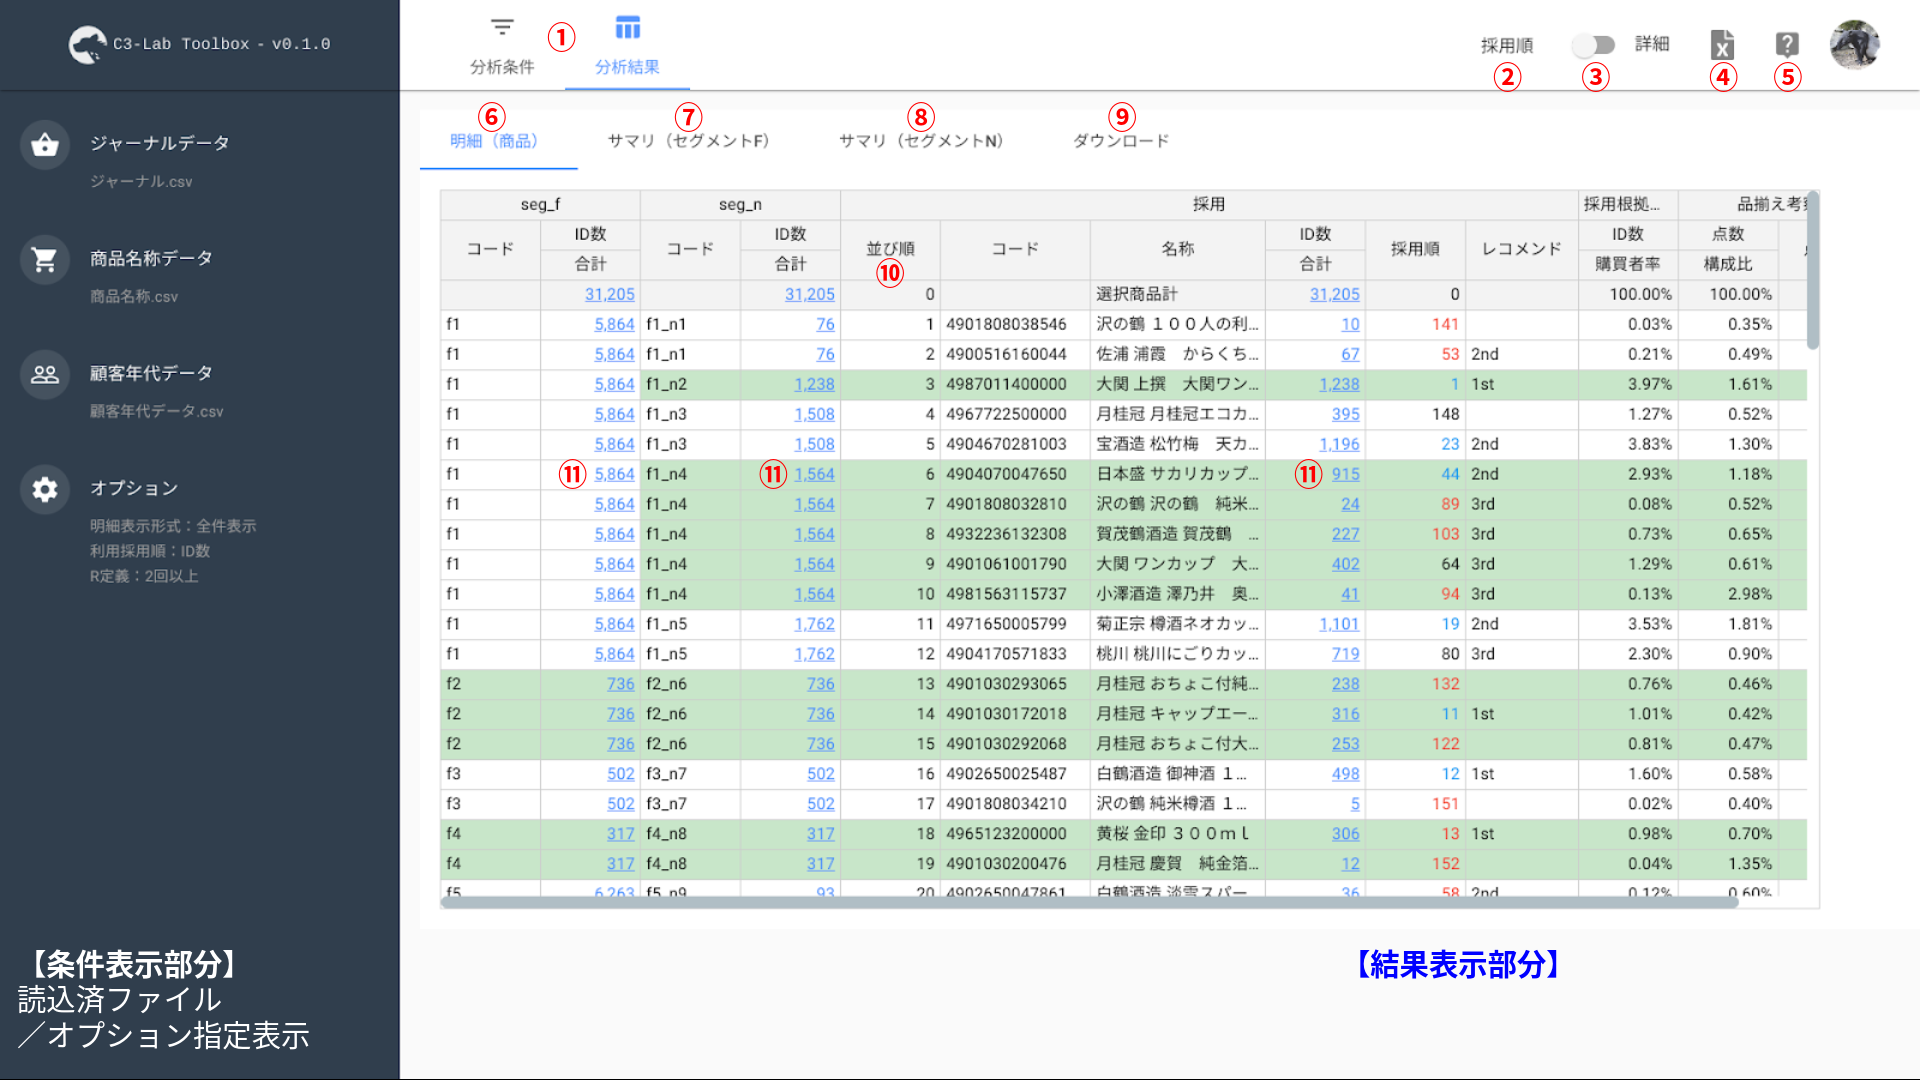 C3-Lab Toolbox - v0.1.0
分析条件
①
分析結果
採用順
②
③
詳細
④
⑤
ジャーナルデータ
ジャーナル.csv
商品名称データ
商品名称.csv
顧客年代データ
顧客年代データ.csv
オプション
明細表示形式：全件表示
利用採用順：ID数
R定義：2回以上
【条件表示部分】
読込済ファイル
／オプション指定表示
⑥ ⑦ ⑧ ⑨
明細（商品） サマリ（セグメントF） サマリ（セグメントN） ダウンロード
seg_f seg_n 採用 採用根拠... 品揃え考察
コード ID数 合計 コード ID数 合計 並び順 コード 名称 ID数 合計 採用順 レコメンド ID数 購買者率 点数 構成比
⑩
31,205 31,205 0 選択商品計 31,205 0 100.00% 100.00%
f1 5,864 f1_n1 76 1 4901808038546 沢の鶴 １００人の利... 10 141 0.03% 0.35%
f1 5,864 f1_n1 76 2 4900516160044 佐浦 浦霞　からくち... 67 53 2nd 0.21% 0.49%
f1 5,864 f1_n2 1,238 3 4987011400000 大関 上撰　大関ワン... 1,238 1 1st 3.97% 1.61%
f1 5,864 f1_n3 1,508 4 4967722500000 月桂冠 月桂冠エコカ... 395 148 1.27% 0.52%
f1 5,864 f1_n3 1,508 5 4904670281003 宝酒造 松竹梅　天カ... 1,196 23 2nd 3.83% 1.30%
f1 ⑪ 5,864 f1_n4 ⑪ 1,564 6 4904070047650 日本盛 サカリカップ... ⑪ 915 44 2nd 2.93% 1.18%
f1 5,864 f1_n4 1,564 7 4901808032810 沢の鶴 沢の鶴　純米... 24 89 3rd 0.08% 0.52%
f1 5,864 f1_n4 1,564 8 4932236132308 賀茂鶴酒造 賀茂鶴　... 227 103 3rd 0.73% 0.65%
f1 5,864 f1_n4 1,564 9 4901061001790 大関 ワンカップ　大... 402 64 3rd 1.29% 0.61%
f1 5,864 f1_n4 1,564 10 4981563115737 小澤酒造 澤乃井　奥... 41 94 3rd 0.13% 2.98%
f1 5,864 f1_n5 1,762 11 4971650005799 菊正宗 樽酒ネオカッ... 1,101 19 2nd 3.53% 1.81%
f1 5,864 f1_n5 1,762 12 4904170571833 桃川 桃川にごりカッ... 719 80 3rd 2.30% 0.90%
f2 736 f2_n6 736 13 4901030293065 月桂冠 おちょこ付純... 238 132 0.76% 0.46%
f2 736 f2_n6 736 14 4901030172018 月桂冠 キャップエー... 316 11 1st 1.01% 0.42%
f2 736 f2_n6 736 15 4901030292068 月桂冠 おちょこ付大... 253 122 0.81% 0.47%
f3 502 f3_n7 502 16 4902650025487 白鶴酒造 御神酒 １... 498 12 1st 1.60% 0.58%
f3 502 f3_n7 502 17 4901808034210 沢の鶴 純米樽酒 １... 5 151 0.02% 0.40%
f4 317 f4_n8 317 18 4965123200000 黄桜 金印 ３００ｍｌ 306 13 1st 0.98% 0.70%
f4 317 f4_n8 317 19 4901030200476 月桂冠 慶賀　純金箔... 12 152 0.04% 1.35%
f5 6,263 f5_n9 93 20 4902650047861 白鶴酒造 淡雪スパー 36 58 2nd 0.12% 0.60%
【結果表示部分】